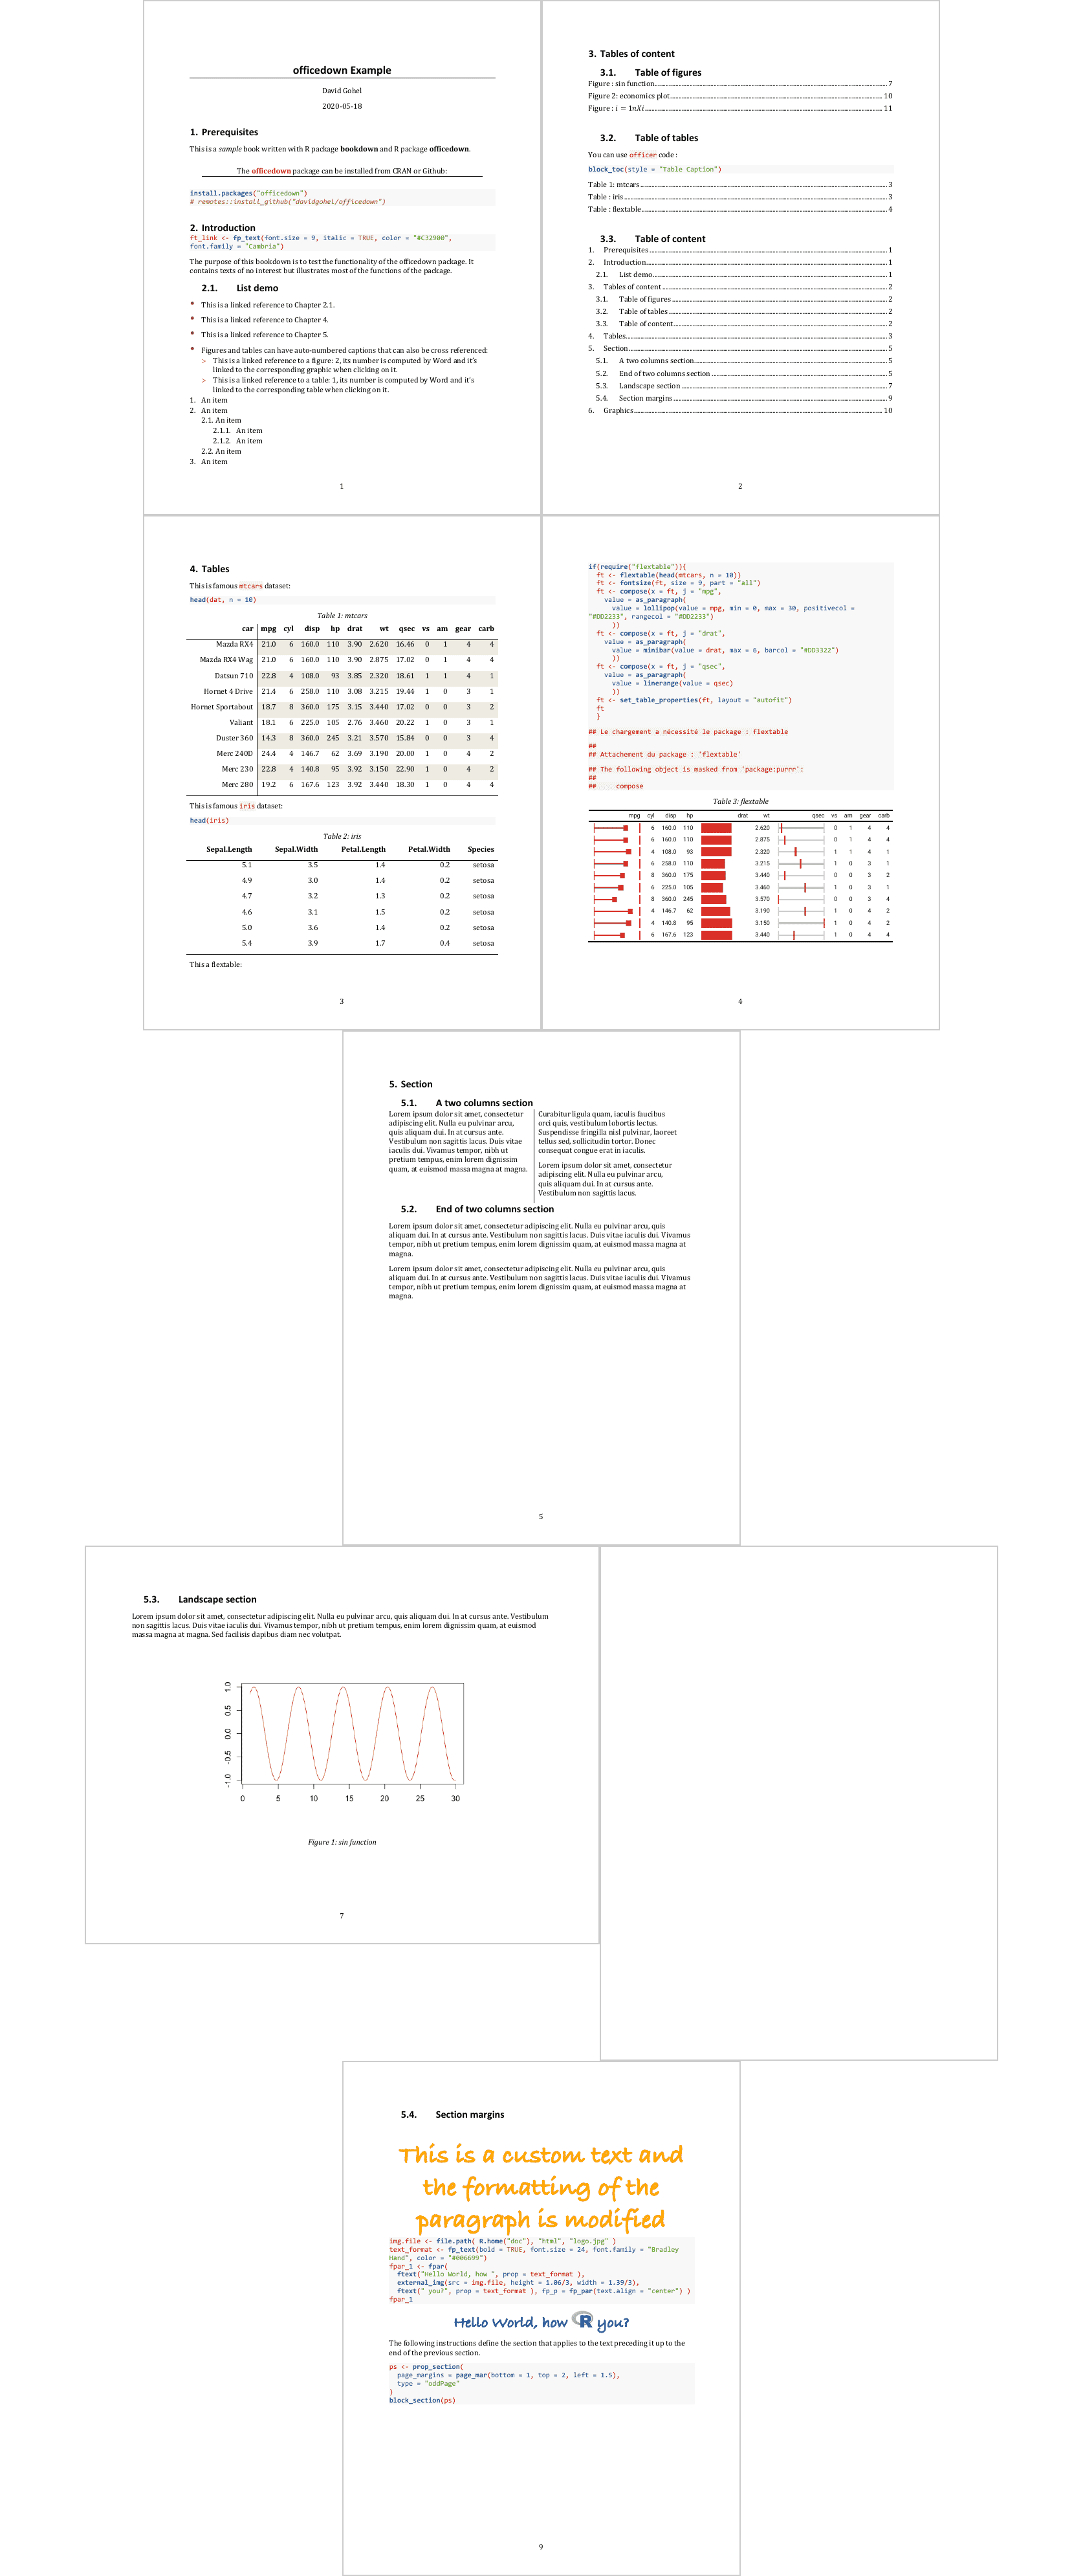 officedown Example
David Gohel
2020-05-18
1. Prerequisites
This is a sample book written with R package bookdown and R package officedown.
The officedown package can be installed from CRAN or Github:
install.packages("officedown")
# remotes::install_github("davidgohel/officedown")
2. Introduction
ft_link <- fp_text(font.size = 9, italic = TRUE, color = "#C32900",
font.family = "Cambria")
The purpose of this bookdown is to test the functionality of the officedown package. It
contains texts of no interest but illustrates most of the functions of the package.
2.1. List demo
• This is a linked reference to Chapter 2.1.
• This is a linked reference to Chapter 4.
• This is a linked reference to Chapter 5.
• Figures and tables can have auto-numbered captions that can also be cross referenced:
> This is a linked reference to a figure: 2, its number is computed by Word and it's
linked to the corresponding graphic when clicking on it.
> This is a linked reference to a table: 1, its number is computed by Word and it's
linked to the corresponding table when clicking on it.
1. An item
2. An item
2.1. An item
2.1.1. An item
2.1.2. An item
2.2. An item
3. An item
1
3. Tables of content
3.1. Table of figures
Figure : sin function 7
Figure 2: economics plot 10
Figure : i = 1nXi 11
3.2. Table of tables
You can use officer code :
block_toc(style = "Table Caption")
Table 1: mtcars 3
Table : iris 3
Table : flextable 4
3.3. Table of content
1. Prerequisites 1
2. Introduction 1
2.1. List demo 1
3. Tables of content 2
3.1. Table of figures 2
3.2. Table of tables 2
3.3. Table of content 2
4. Tables 3
5. Section 5
5.1. A two columns section 5
5.2. End of two columns section 5
5.3. Landscape section 7
5.4. Section margins 9
6. Graphics 10
2
4. Tables
This is famous mtcars dataset:
head(dat, n = 10)
Table 1: mtcars
car mpg cyl disp hp drat wt qsec vs am gear carb
Mazda RX4 21.0 6 160.0 110 3.90 2.620 16.46 0 1 4 4
Mazda RX4 Wag 21.0 6 160.0 110 3.90 2.875 17.02 0 1 4 4
Datsun 710 22.8 4 108.0 93 3.85 2.320 18.61 1 1 4 1
Hornet 4 Drive 21.4 6 258.0 110 3.08 3.215 19.44 1 0 3 1
Hornet Sportabout 18.7 8 360.0 175 3.15 3.440 17.02 0 0 3 2
Valiant 18.1 6 225.0 105 2.76 3.460 20.22 1 0 3 1
Duster 360 14.3 8 360.0 245 3.21 3.570 15.84 0 0 3 4
Merc 240D 24.4 4 146.7 62 3.69 3.190 20.00 1 0 4 2
Merc 230 22.8 4 140.8 95 3.92 3.150 22.90 1 0 4 2
Merc 280 19.2 6 167.6 123 3.92 3.440 18.30 1 0 4 4
This is famous iris dataset:
head(iris)
Table 2: iris
Sepal.Length Sepal.Width Petal.Length Petal.Width Species
5.1 3.5 1.4 0.2 setosa
4.9 3.0 1.4 0.2 setosa
4.7 3.2 1.3 0.2 setosa
4.6 3.1 1.5 0.2 setosa
5.0 3.6 1.4 0.2 setosa
5.4 3.9 1.7 0.4 setosa
This a flextable:
3
if(require("flextable")){
ft <- flextable(head(mtcars, n = 10))
ft <- fontsize(ft, size = 9, part = "all")
ft <- compose(x = ft, j = "mpg",
value = as_paragraph(
value = lollipop(value = mpg, min = 0, max = 30, positivecol =
"#DD2233", rangecol = "#DD2233")
))
ft <- compose(x = ft, j = "drat",
value = as_paragraph(
value = minibar(value = drat, max = 6, barcol = "#DD3322")
))
ft <- compose(x = ft, j = "qsec",
value = as_paragraph(
value = linerange(value = qsec)
))
ft <- set_table_properties(ft, layout = "autofit")
ft
}
## Le chargement a nécessité le package : flextable
##
## Attachement du package : 'flextable'
## The following object is masked from 'package:purrr':
##
## compose
Table 3: flextable
mpg cyl disp hp drat wt qsec vs am gear carb
6 160.0 110 2.620 0 1 4 4
6 160.0 110 2.875 0 1 4 4
4 108.0 93 2.320 1 1 4 1
6 258.0 110 3.215 1 0 3 1
8 360.0 175 3.440 0 0 3 2
6 225.0 105 3.460 1 0 3 1
8 360.0 245 3.570 0 0 3 4
4 146.7 62 3.190 1 0 4 2
4 140.8 95 3.150 1 0 4 2
6 167.6 123 3.440 1 0 4 4
4
5. Section
5.1. A two columns section
Lorem ipsum dolor sit amet, consectetur
adipiscing elit. Nulla eu pulvinar arcu,
quis aliquam dui. In at cursus ante.
Vestibulum non sagittis lacus. Duis vitae
iaculis dui. Vivamus tempor, nibh ut
pretium tempus, enim lorem dignissim
quam, at euismod massa magna at magna.
Curabitur ligula quam, iaculis faucibus
orci quis, vestibulum lobortis lectus.
Suspendisse fringilla nisl pulvinar, laoreet
tellus sed, sollicitudin tortor. Donec
consequat congue erat in iaculis.
Lorem ipsum dolor sit amet, consectetur
adipiscing elit. Nulla eu pulvinar arcu,
quis aliquam dui. In at cursus ante.
Vestibulum non sagittis lacus.
5.2. End of two columns section
Lorem ipsum dolor sit amet, consectetur adipiscing elit. Nulla eu pulvinar arcu, quis
aliquam dui. In at cursus ante. Vestibulum non sagittis lacus. Duis vitae iaculis dui. Vivamus
tempor, nibh ut pretium tempus, enim lorem dignissim quam, at euismod massa magna at
magna.
Lorem ipsum dolor sit amet, consectetur adipiscing elit. Nulla eu pulvinar arcu, quis
aliquam dui. In at cursus ante. Vestibulum non sagittis lacus. Duis vitae iaculis dui. Vivamus
tempor, nibh ut pretium tempus, enim lorem dignissim quam, at euismod massa magna at
magna.
5
5.3. Landscape section
Lorem ipsum dolor sit amet, consectetur adipiscing elit. Nulla eu pulvinar arcu, quis aliquam dui. In at cursus ante. Vestibulum
non sagittis lacus. Duis vitae iaculis dui. Vivamus tempor, nibh ut pretium tempus, enim lorem dignissim quam, at euismod
massa magna at magna. Sed facilisis dapibus diam nec volutpat.
1.0
0.5
0.0
-0.5
-1.0
0 5 10 15 20 25 30
Figure 1: sin function
7
5.4. Section margins
This is a custom text and
the formatting of the
paragraph is modified
img.file <- file.path( R.home("doc"), "html", "logo.jpg" )
text_format <- fp_text(bold = TRUE, font.size = 24, font.family = "Bradley
Hand", color = "#006699")
fpar_1 <- fpar(
ftext("Hello World, how ", prop = text_format ),
external_img(src = img.file, height = 1.06/3, width = 1.39/3),
ftext(" you?", prop = text_format ), fp_p = fp_par(text.align = "center") )
fpar_1
Hello World, how R you?
The following instructions define the section that applies to the text preceding it up to the
end of the previous section.
ps <- prop_section(
page_margins = page_mar(bottom = 1, top = 2, left = 1.5),
type = "oddPage"
)
block_section(ps)
9